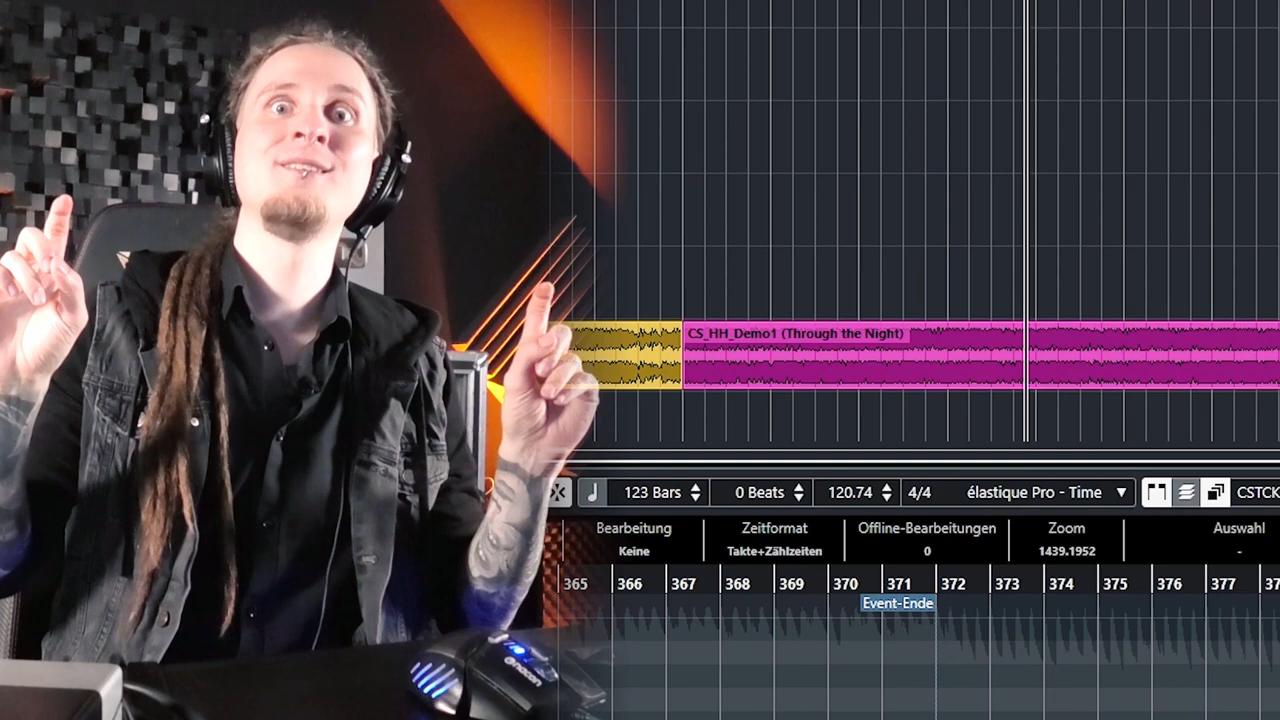 CS_HH_Demo1 (Through the Night)
123 Bars 0 Beats 120.74 4/4 élastique Pro - Time CSTCK
Bearbeitung Zeitformat Offline-Bearbeitungen Zoom Auswahl
Keine Takte+Zählzeiten 0 1439.1952 -
365 366 367 368 369 370 371 372 373 374 375 376 377 37
Event-Ende
nacon